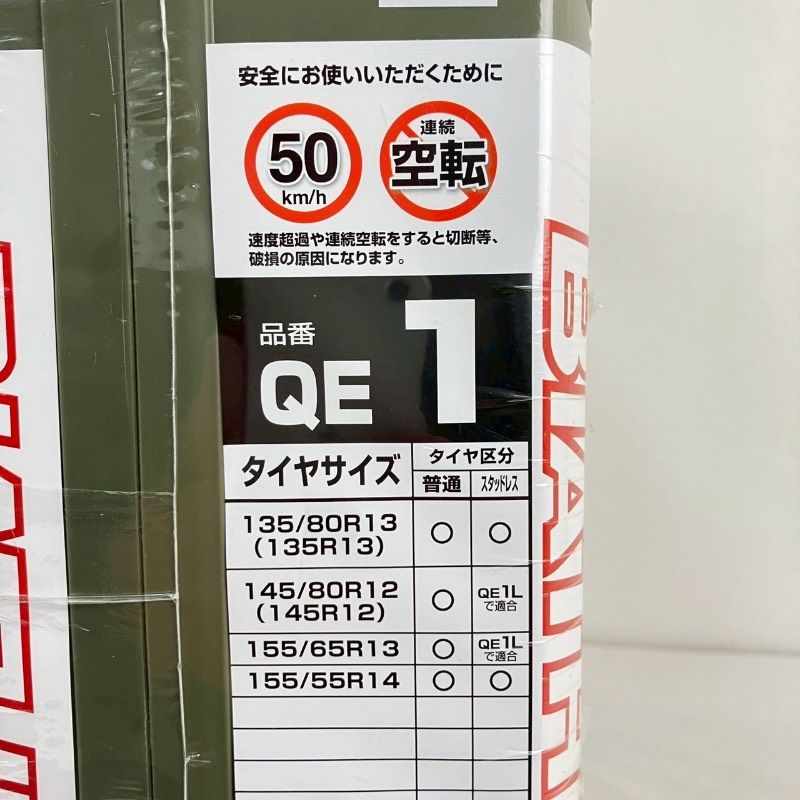 安全にお使いいただくために
50
km/h
連続
空転
速度超過や連続空転をすると切断等、
破損の原因になります。
品番
QE 1
タイヤサイズ タイヤ区分
普通 スタッドレス
135/80R13
(135R13) ○ ○
145/80R12
(145R12) ○ QE1L
で適合
155/65R13 ○ QE1L
で適合
155/55R14 ○ ○